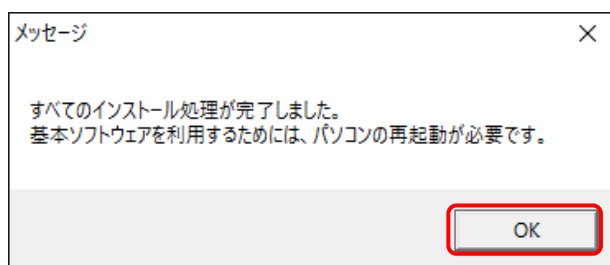 メッセージ
すべてのインストール処理が完了しました。
基本ソフトウェアを利用するためには、パソコンの再起動が必要です。
OK